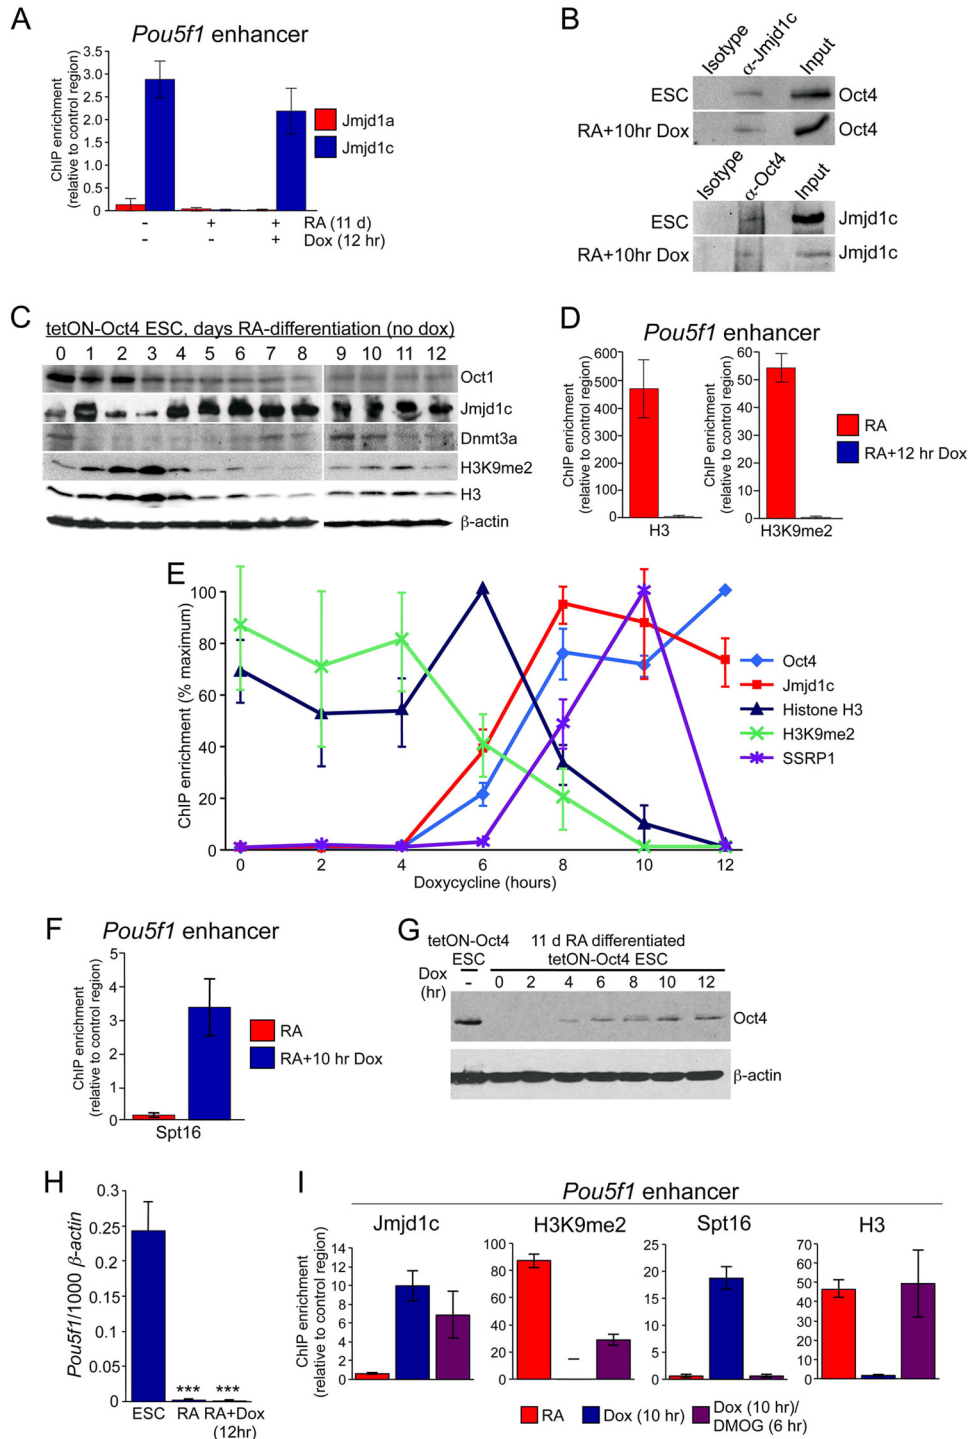 A
Pou5f1 enhancer
ChIP enrichment
(relative to control region)
3.5
3.0
2.5
2.0
1.5
1.0
0.5
0
Jmjd1a
Jmjd1c
- + + RA (11 d)
- - + Dox (12 hr)
B
Isotype
α-Jmjd1c
Input
ESC
Oct4
RA+10hr Dox
Oct4
Isotype
α-Oct4
Input
ESC
Jmjd1c
RA+10hr Dox
Jmjd1c
C
tetON-Oct4 ESC, days RA-differentiation (no dox)
0 1 2 3 4 5 6 7 8 9 10 11 12
Oct1
Jmjd1c
Dnmt3a
H3K9me2
H3
β-actin
D
Pou5f1 enhancer
ChIP enrichment
(relative to control region)
600
500
400
300
200
100
0
H3
ChIP enrichment
(relative to control region)
60
50
40
30
20
10
0
H3K9me2
RA
RA+12 hr Dox
E
ChIP enrichment (% maximum)
100
80
60
40
20
0
0 2 4 6 8 10 12
Doxycycline (hours)
Oct4
Jmjd1c
Histone H3
H3K9me2
SSRP1
F
Pou5f1 enhancer
ChIP enrichment
(relative to control region)
5
4
3
2
1
0
Spt16
RA
RA+10 hr Dox
G
tetON-Oct4
ESC
11 d RA differentiated
tetON-Oct4 ESC
Dox
(hr)
- 0 2 4 6 8 10 12
Oct4
β-actin
H
Pou5f1/1000 β-actin
0.3
0.25
0.2
0.15
0.1
0.05
0
*** ***
ESC RA RA+Dox
(12hr)
I
Pou5f1 enhancer
ChIP enrichment
(relative to control region)
Jmjd1c
14
12
10
8
6
4
2
0
H3K9me2
100
80
60
40
20
0
Spt16
25
20
15
10
5
0
H3
70
60
50
40
30
20
10
0
RA
Dox (10 hr)
Dox (10 hr)/
DMOG (6 hr)